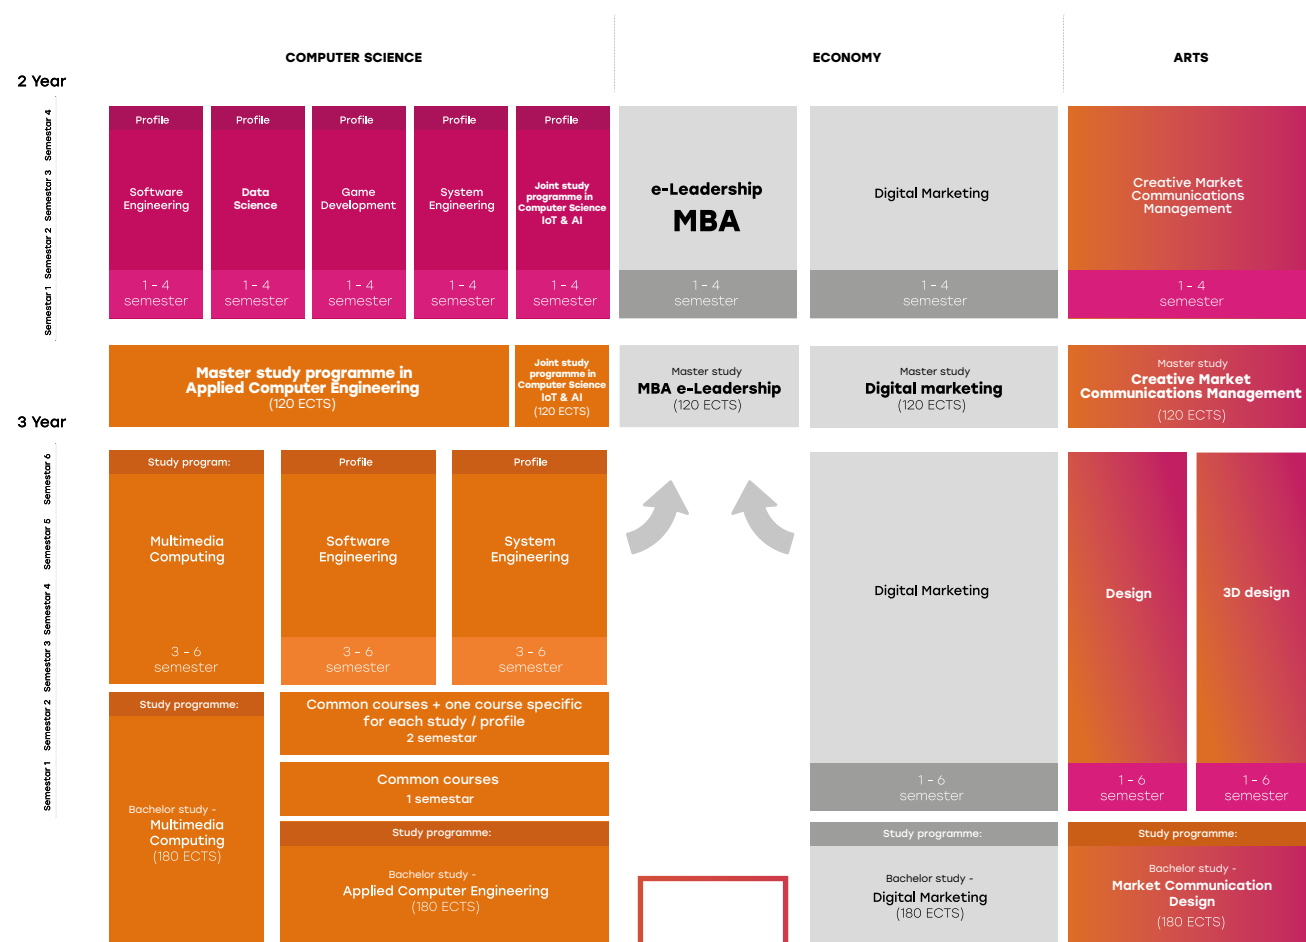 COMPUTER SCIENCE
ECONOMY
ARTS
2 Year
Semestar 4
Semestar 3
Semestar 2
Semestar 1
Profile
Software
Engineering
1 – 4
semester
Profile
Data
Science
1 – 4
semester
Profile
Game
Development
1 – 4
semester
Profile
System
Engineering
1 – 4
semester
Profile
Joint study
programme in
Computer Science
IoT & AI
1 – 4
semester
e-Leadership
MBA
1 – 4
semester
Digital Marketing
1 – 4
semester
Creative Market
Communications
Management
1 – 4
semester
Master study programme in
Applied Computer Engineering
(120 ECTS)
Joint study
programme in
Computer Science
IoT & AI
(120 ECTS)
Master study
MBA e-Leadership
(120 ECTS)
Master study
Digital marketing
(120 ECTS)
Master study
Creative Market
Communications Management
(120 ECTS)
3 Year
Semestar 6
Semestar 5
Semestar 4
Semestar 3
Semestar 2
Semestar 1
Study program:
Multimedia
Computing
3 – 6
semester
Profile
Software
Engineering
3 – 6
semester
Profile
System
Engineering
3 – 6
semester
Digital Marketing
1 – 6
semester
Design
1 – 6
semester
3D design
1 – 6
semester
Study programme:
Bachelor study -
Multimedia
Computing
(180 ECTS)
Common courses + one course specific
for each study / profile
2 semestar
Common courses
1 semestar
Study programme:
Bachelor study -
Applied Computer Engineering
(180 ECTS)
Study programme:
Bachelor study -
Digital Marketing
(180 ECTS)
Study programme:
Bachelor study -
Market Communication
Design
(180 ECTS)